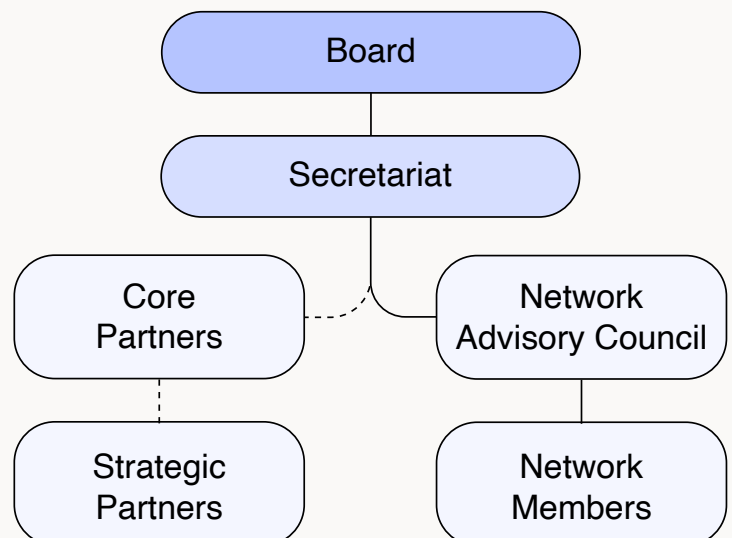 Board
Secretariat
Core
Partners
Network
Advisory Council
Strategic
Partners
Network
Members